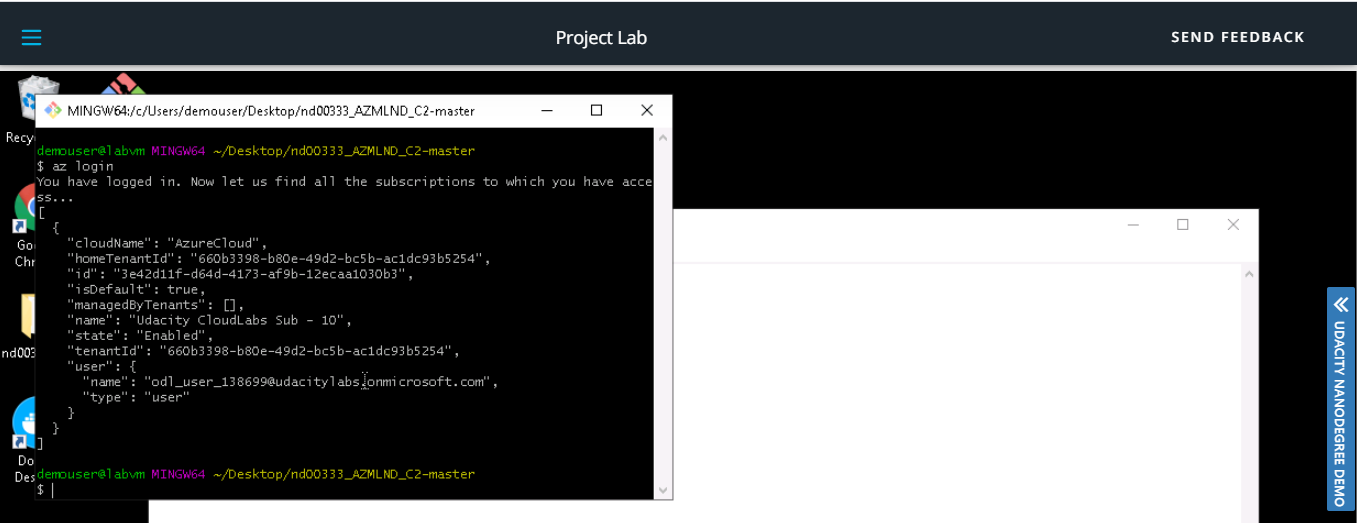 Project Lab
SEND FEEDBACK
MINGW64:/c/Users/demouser/Desktop/nd00333_AZMLND_C2-master
Recy
Go
Chr
nd003
Do
Des
demouser@labvm MINGW64 ~/Desktop/nd00333_AZMLND_C2-master
$ az login
You have logged in. Now let us find all the subscriptions to which you have acce
ss...
[
  {
    "cloudName": "AzureCloud",
    "homeTenantId": "660b3398-b80e-49d2-bc5b-ac1dc93b5254",
    "id": "3e42d11f-d64d-4173-af9b-12ecaa1030b3",
    "isDefault": true,
    "managedByTenants": [],
    "name": "Udacity CloudLabs Sub - 10",
    "state": "Enabled",
    "tenantId": "660b3398-b80e-49d2-bc5b-ac1dc93b5254",
    "user": {
      "name": "odl_user_138699@udacitylabs.onmicrosoft.com",
      "type": "user"
    }
  }
]
demouser@labvm MINGW64 ~/Desktop/nd00333_AZMLND_C2-master
$
UDACITY NANODEGREE DEMO